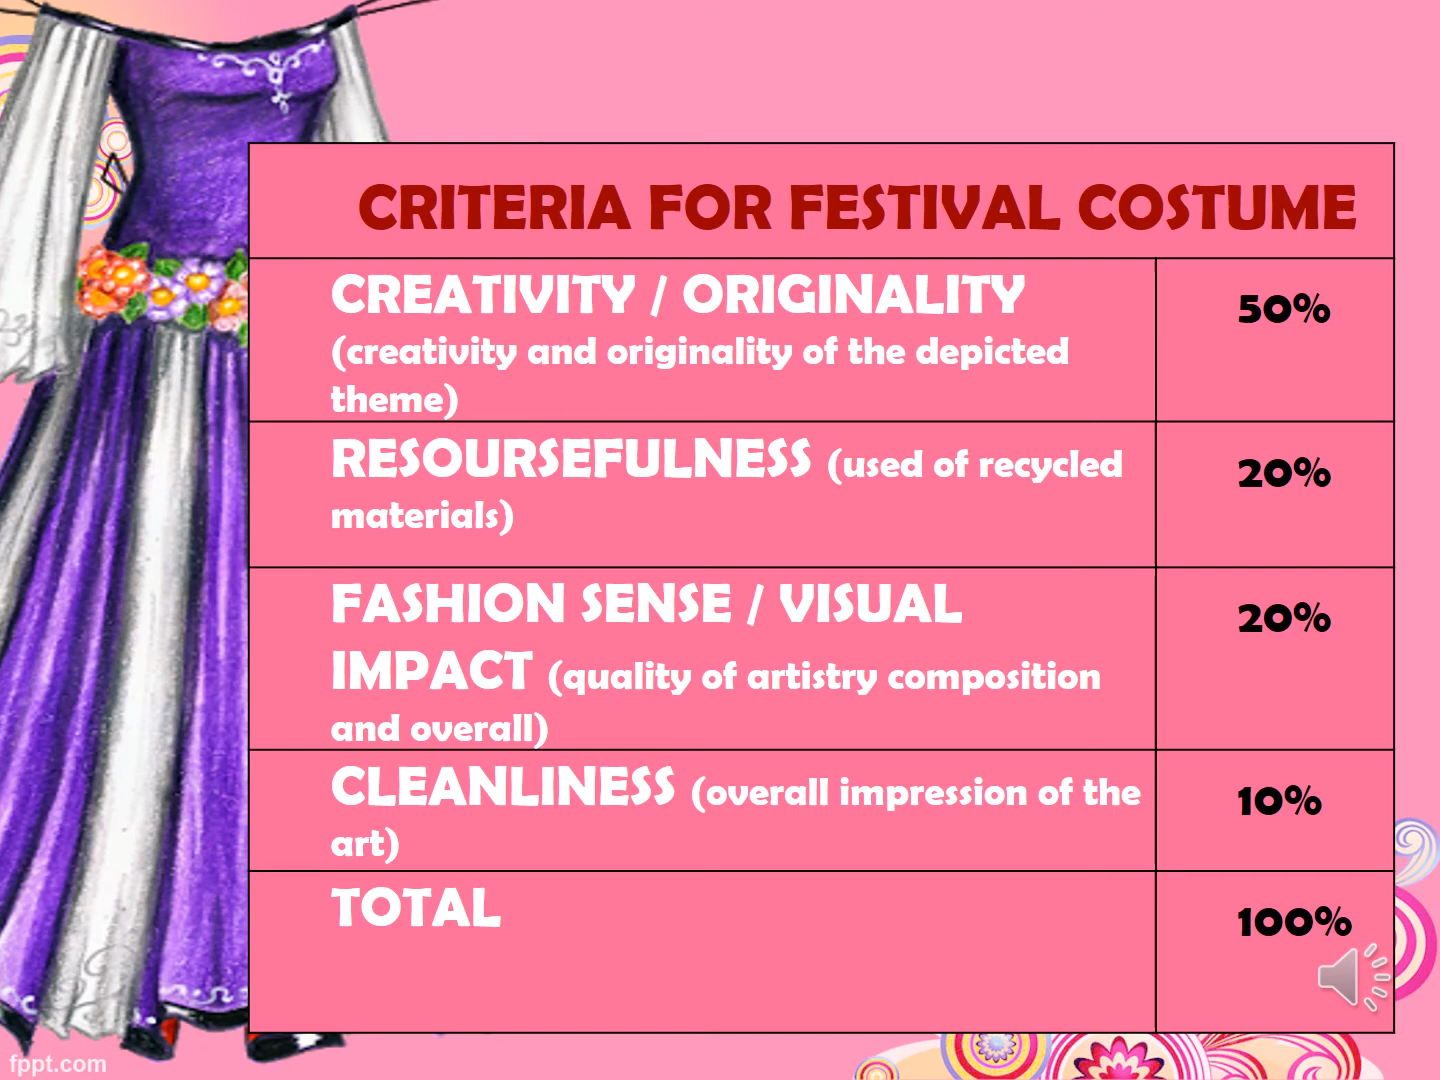 CRITERIA FOR FESTIVAL COSTUME
CREATIVITY / ORIGINALITY
(creativity and originality of the depicted
theme)
50%
RESOURSEFULNESS (used of recycled
materials)
20%
FASHION SENSE / VISUAL
IMPACT (quality of artistry composition
and overall)
20%
CLEANLINESS (overall impression of the
art)
10%
TOTAL
100%
fppt.com